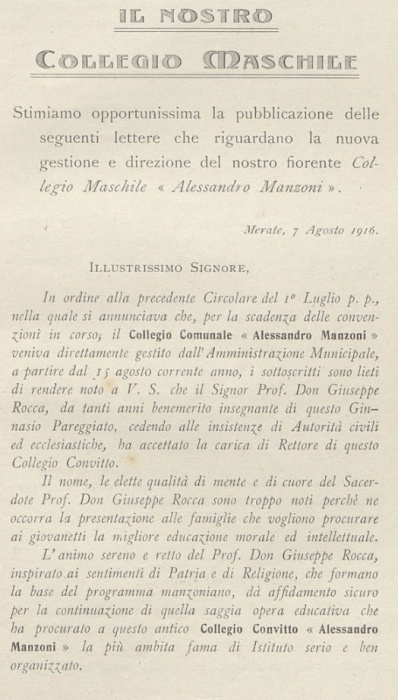 IL NOSTRO
COLLEGIO MASCHILE
Stimiamo opportunissima la pubblicazione delle
seguenti lettere che riguardano la nuova
gestione e direzione del nostro fiorente Col-
legio Maschile « Alessandro Manzoni ».
Merate, 7 Agosto 1916.
ILLUSTRISSIMO SIGNORE,
In ordine alla precedente Circolare del 1º Luglio p. p.,
nella quale si annunciava che, per la scadenza delle conven-
zioni in corso, il Collegio Comunale « Alessandro Manzoni »
veniva direttamente gestito dall'Amministrazione Municipale,
a partire dal 15 agosto corrente anno, i sottoscritti sono lieti
di rendere noto a V. S. che il Signor Prof. Don Giuseppe
Rocca, da tanti anni benemerito insegnante di questo Gin-
nasio Pareggiato, cedendo alle insistenze di Autorità civili
ed ecclesiastiche, ha accettato la carica di Rettore di questo
Collegio Convitto.
Il nome, le elette qualità di mente e di cuore del Sacer-
dote Prof. Don Giuseppe Rocca sono troppo noti perchè ne
occorra la presentazione alle famiglie che vogliono procurare
ai giovanetti la migliore educazione morale ed intellettuale.
L'animo sereno e retto del Prof. Don Giuseppe Rocca,
inspirato ai sentimenti di Patria e di Religione, che formano
la base del programma manzoniano, dà affidamento sicuro
per la continuazione di quella saggia opera educativa che
ha procurato a questo antico Collegio Convitto « Alessandro
Manzoni » la più ambita fama di Istituto serio e ben
organizzato.